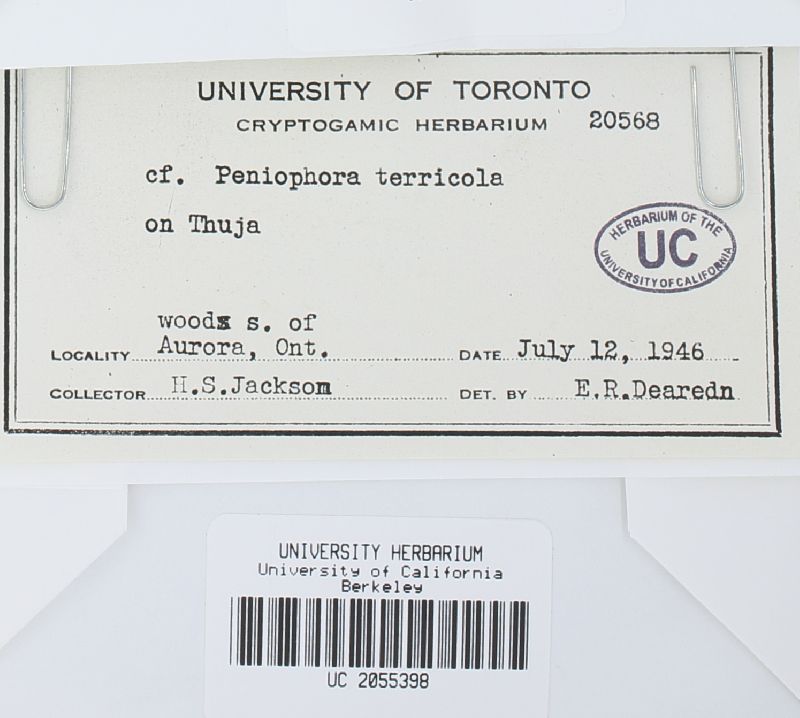 UNIVERSITY OF TORONTO
CRYPTOGAMIC HERBARIUM 20568
cf. Peniophora terricola
on Thuja
HERBARIUM OF THE
UC
UNIVERSITY OF CALIFORNIA
woods s. of
LOCALITY Aurora, Ont. DATE July 12, 1946
COLLECTOR H.S.Jackson DET. BY E.R.Dearedn
UNIVERSITY HERBARIUM
University of California
Berkeley
UC 2055398